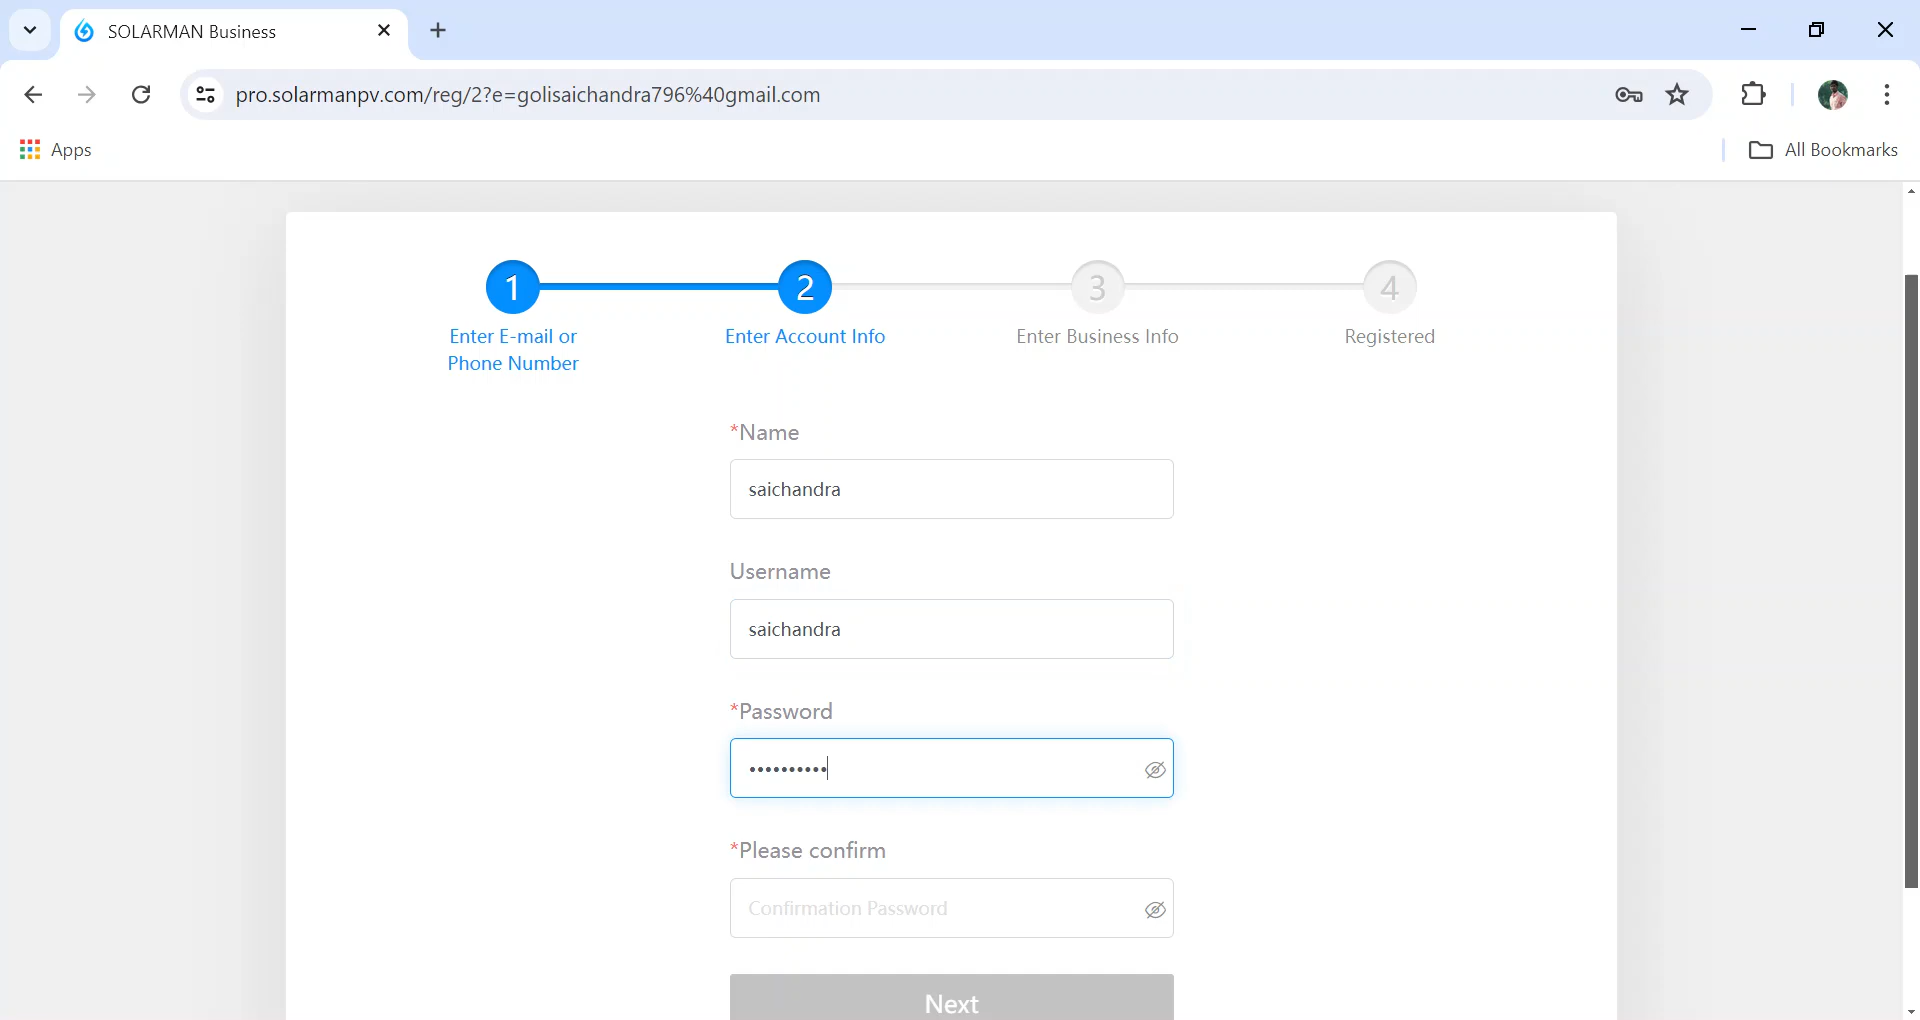 SOLARMAN Business
pro.solarmanpv.com/reg/2?e=golisaichandra796%40gmail.com
Apps
All Bookmarks
1
2
3
4
Enter E-mail or
Phone Number
Enter Account Info
Enter Business Info
Registered
*Name
saichandra
Username
saichandra
*Password
••••••••••
*Please confirm
Confirmation Password
Next